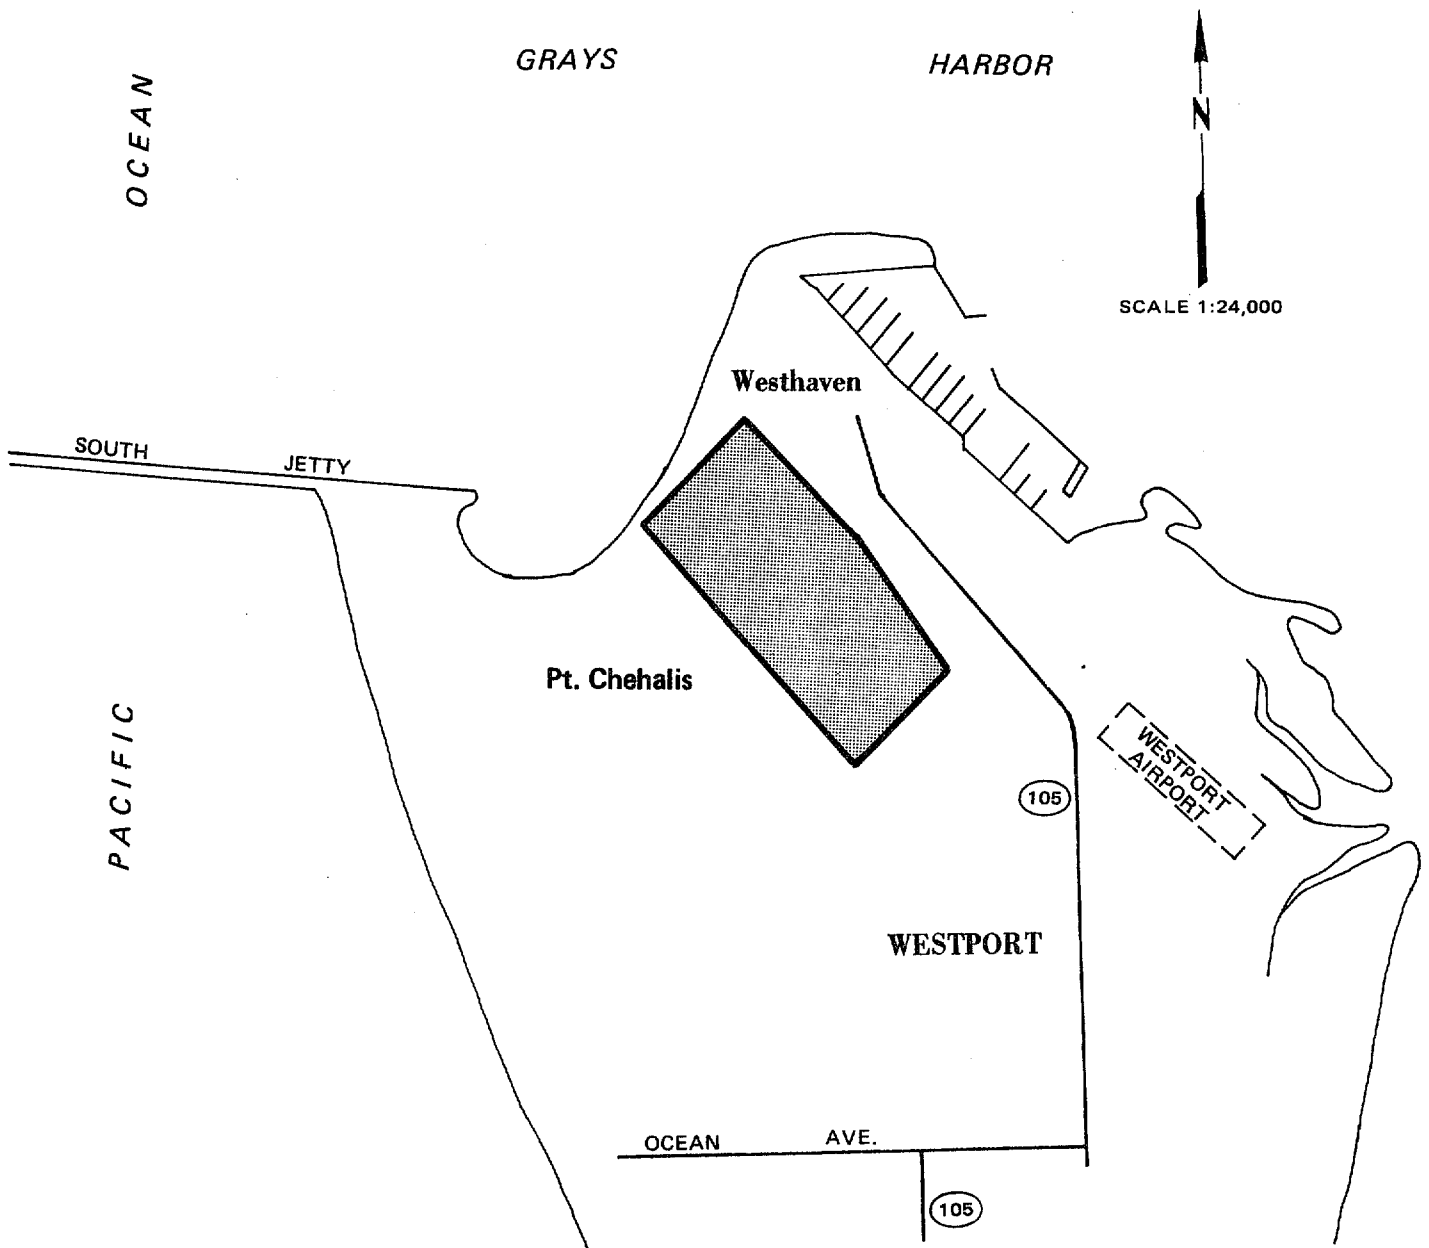 GRAYS HARBOR
OCEAN
N
SCALE 1:24,000
Westhaven
SOUTH JETTY
Pt. Chehalis
PACIFIC
WESTPORT
AIRPORT
105
WESTPORT
OCEAN AVE.
105